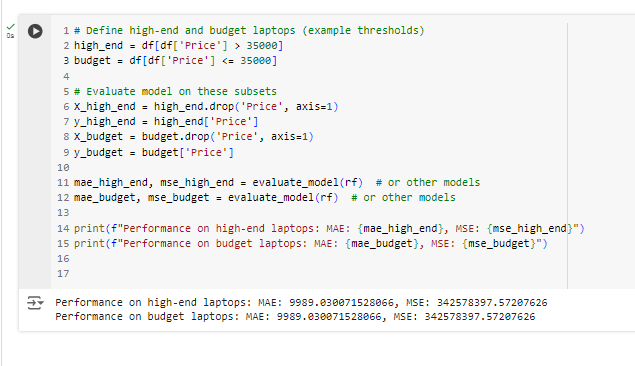 0s
1 # Define high-end and budget laptops (example thresholds)
2 high_end = df[df['Price'] > 35000]
3 budget = df[df['Price'] <= 35000]
4
5 # Evaluate model on these subsets
6 X_high_end = high_end.drop('Price', axis=1)
7 y_high_end = high_end['Price']
8 X_budget = budget.drop('Price', axis=1)
9 y_budget = budget['Price']
10
11 mae_high_end, mse_high_end = evaluate_model(rf)  # or other models
12 mae_budget, mse_budget = evaluate_model(rf)  # or other models
13
14 print(f"Performance on high-end laptops: MAE: {mae_high_end}, MSE: {mse_high_end}")
15 print(f"Performance on budget laptops: MAE: {mae_budget}, MSE: {mse_budget}")
16
17
Performance on high-end laptops: MAE: 9989.030071528066, MSE: 342578397.57207626
Performance on budget laptops: MAE: 9989.030071528066, MSE: 342578397.57207626